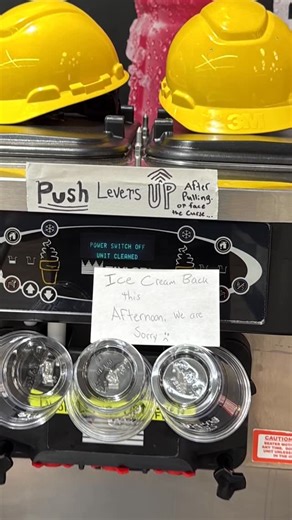 3M
Push Levers UP After
Pulling.
or face
the Curse...
POWER SWITCH OFF
UNIT CLEANED
Ice Cream Back
this
Afternoon. We are
Sorry
CAUTION